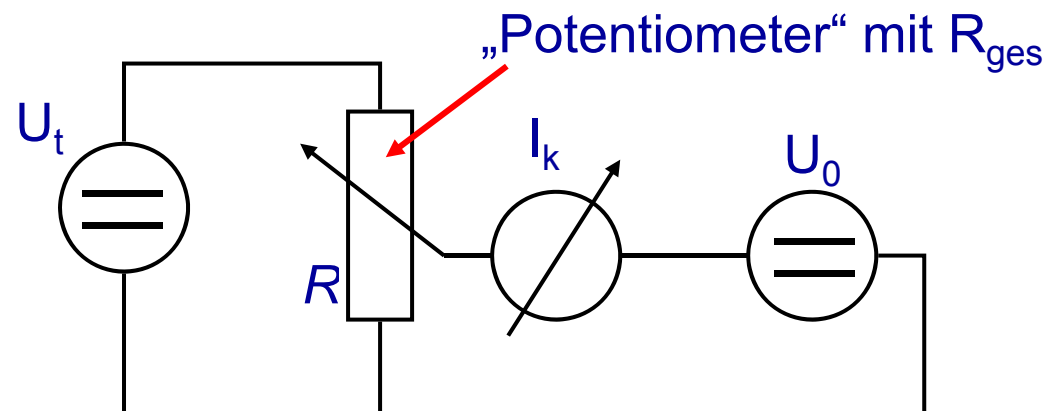 „Potentiometer“ mit Rges
Ut
Ik
U0
R